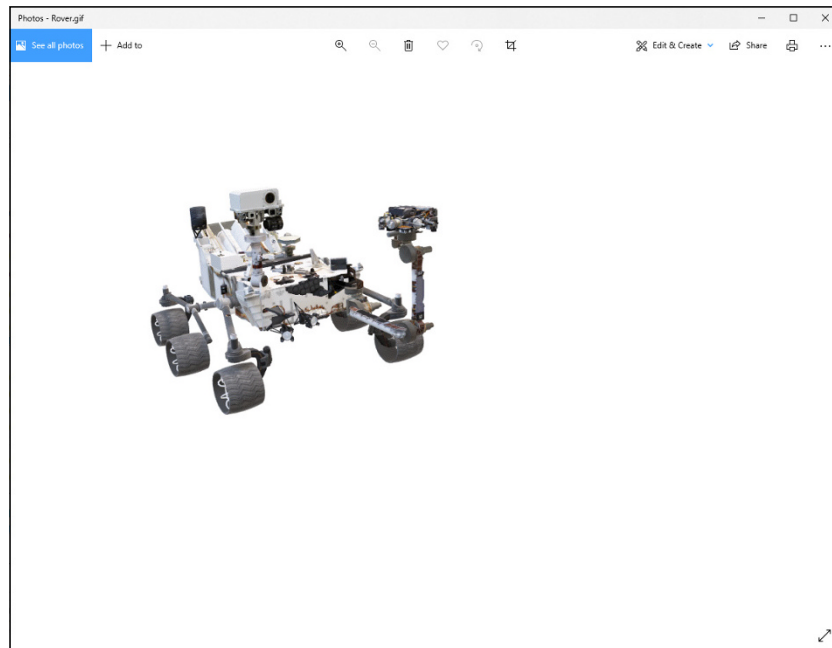 Photos - Rover.gif
See all photos
Add to
Edit & Create
Share